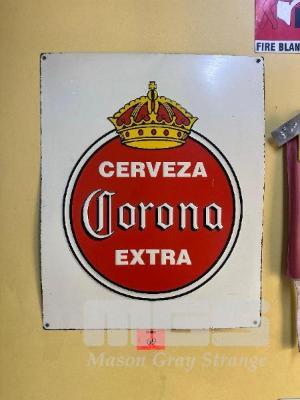 FIRE BLAN
CERVEZA
Corona
EXTRA
MGS
Mason Gray Strange